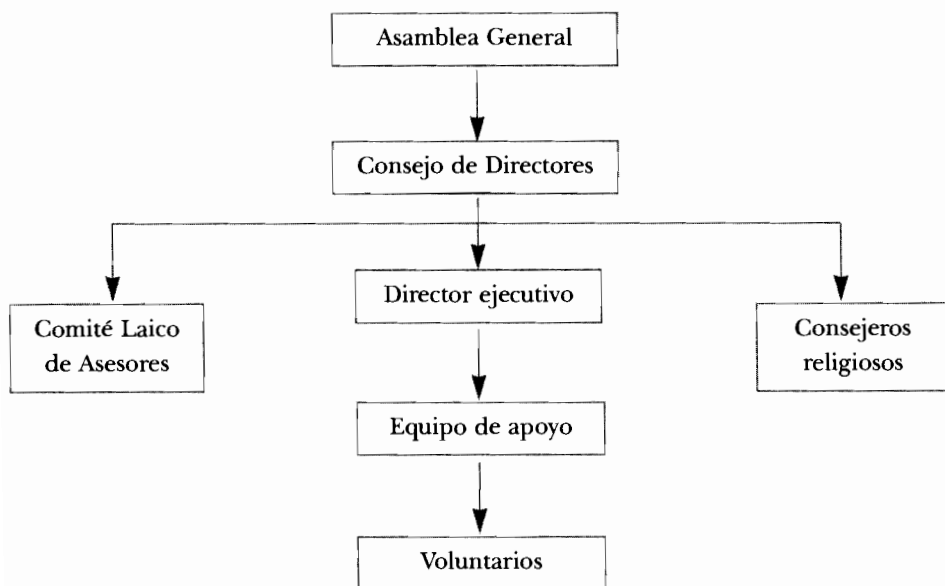 Asamblea General
Consejo de Directores
Director ejecutivo
Comité Laico
de Asesores
Consejeros
religiosos
Equipo de apoyo
Voluntarios